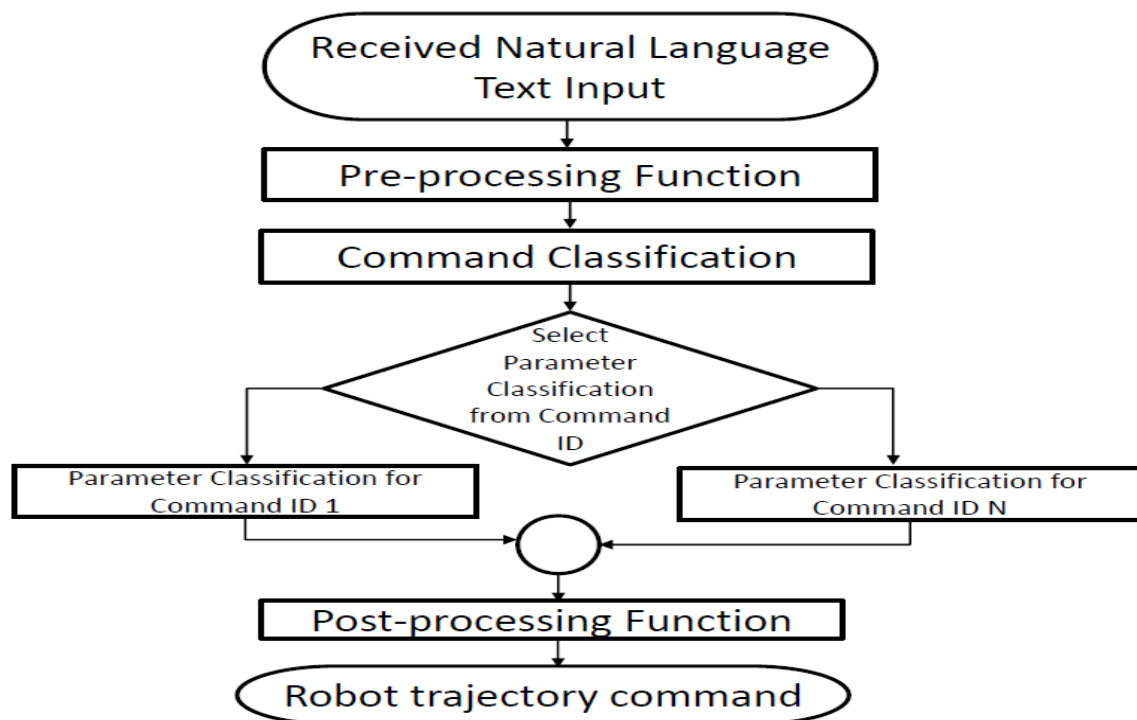 Received Natural Language
Text Input
Pre-processing Function
Command Classification
Select
Parameter
Classification
from Command
ID
Parameter Classification for
Command ID 1
Parameter Classification for
Command ID N
Post-processing Function
Robot trajectory command